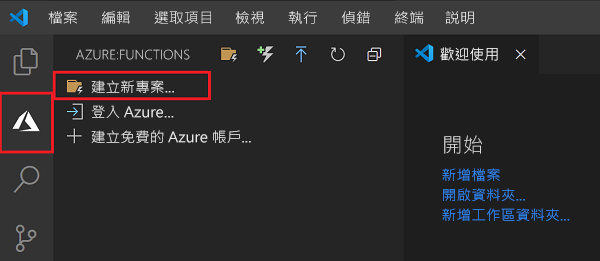 檔案 編輯 選取項目 檢視 執行 偵錯 終端 說明
AZURE:FUNCTIONS
歡迎使用
建立新專案...
登入 Azure...
建立免費的 Azure 帳戶...
開始
新增檔案
開啟資料夾...
新增工作區資料夾...